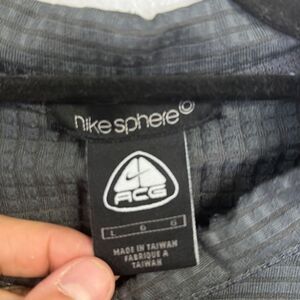 nike sphere
ACG
L G G
MADE IN TAIWAN
FABRIQUE A
TAIWAN